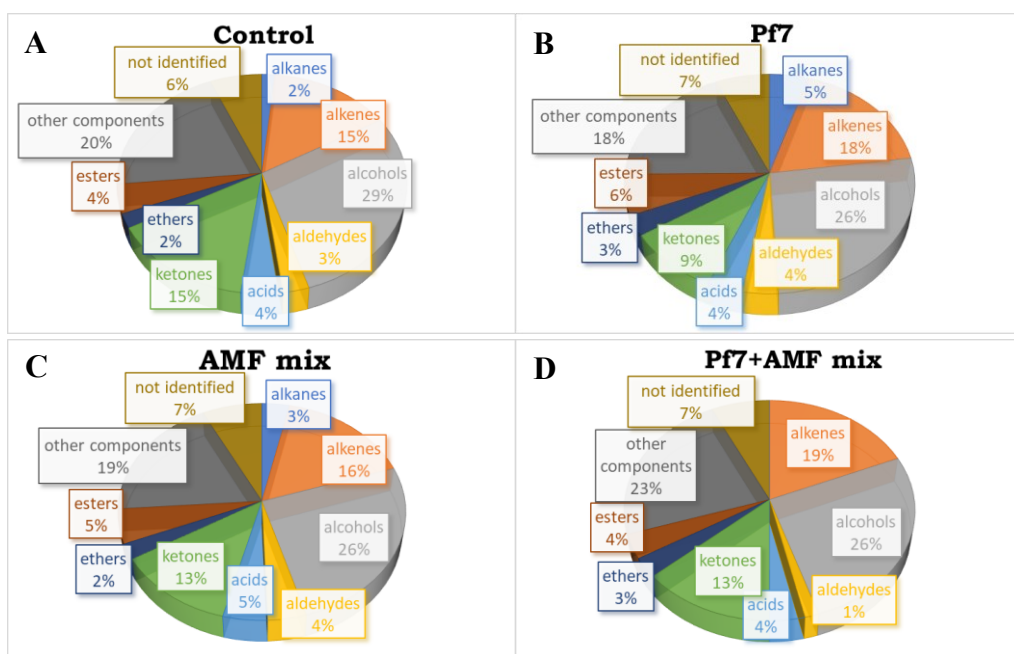 A
Control
not identified
6%
alkanes
2%
alkenes
15%
other components
20%
alcohols
29%
esters
4%
ethers
2%
aldehydes
3%
ketones
15%
acids
4%
B
Pf7
not identified
7%
alkanes
5%
alkenes
18%
other components
18%
alcohols
26%
esters
6%
ethers
3%
ketones
9%
aldehydes
4%
acids
4%
C
AMF mix
not identified
7%
alkanes
3%
alkenes
16%
other components
19%
alcohols
26%
esters
5%
ethers
2%
ketones
13%
acids
5%
aldehydes
4%
D
Pf7+AMF mix
not identified
7%
alkenes
19%
other
components
23%
alcohols
26%
esters
4%
ethers
3%
ketones
13%
acids
4%
aldehydes
1%